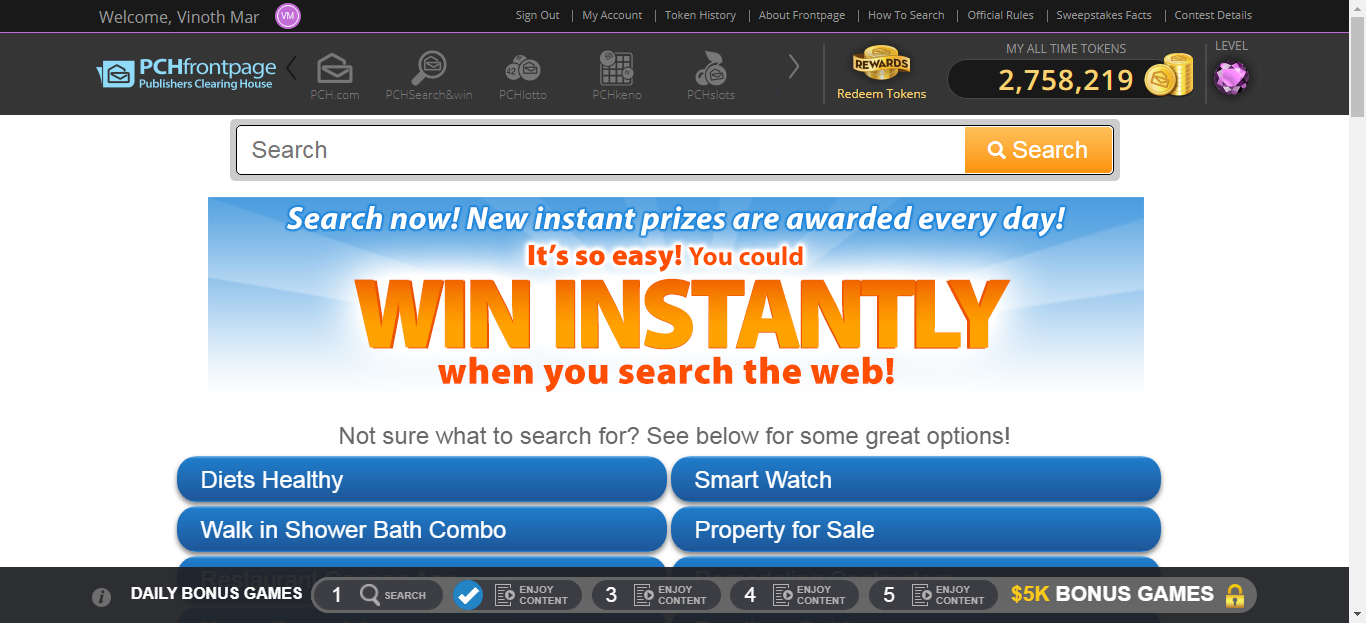 Welcome, Vinoth Mar VM
Sign Out | My Account | Token History | About Frontpage | How To Search | Official Rules | Sweepstakes Facts | Contest Details
PCHfrontpage
Publishers Clearing House
PCH.com
PCHSearch&win
42
PCHlotto
PCHkeno
PCHslots
REWARDS
Redeem Tokens
MY ALL TIME TOKENS
2,758,219
LEVEL
Search
Search
Search now! New instant prizes are awarded every day!
It's so easy! You could
WIN INSTANTLY
when you search the web!
Not sure what to search for? See below for some great options!
Diets Healthy
Smart Watch
Walk in Shower Bath Combo
Property for Sale
DAILY BONUS GAMES
1 SEARCH
ENJOY
CONTENT
3 ENJOY
CONTENT
4 ENJOY
CONTENT
5 ENJOY
CONTENT
$5K BONUS GAMES